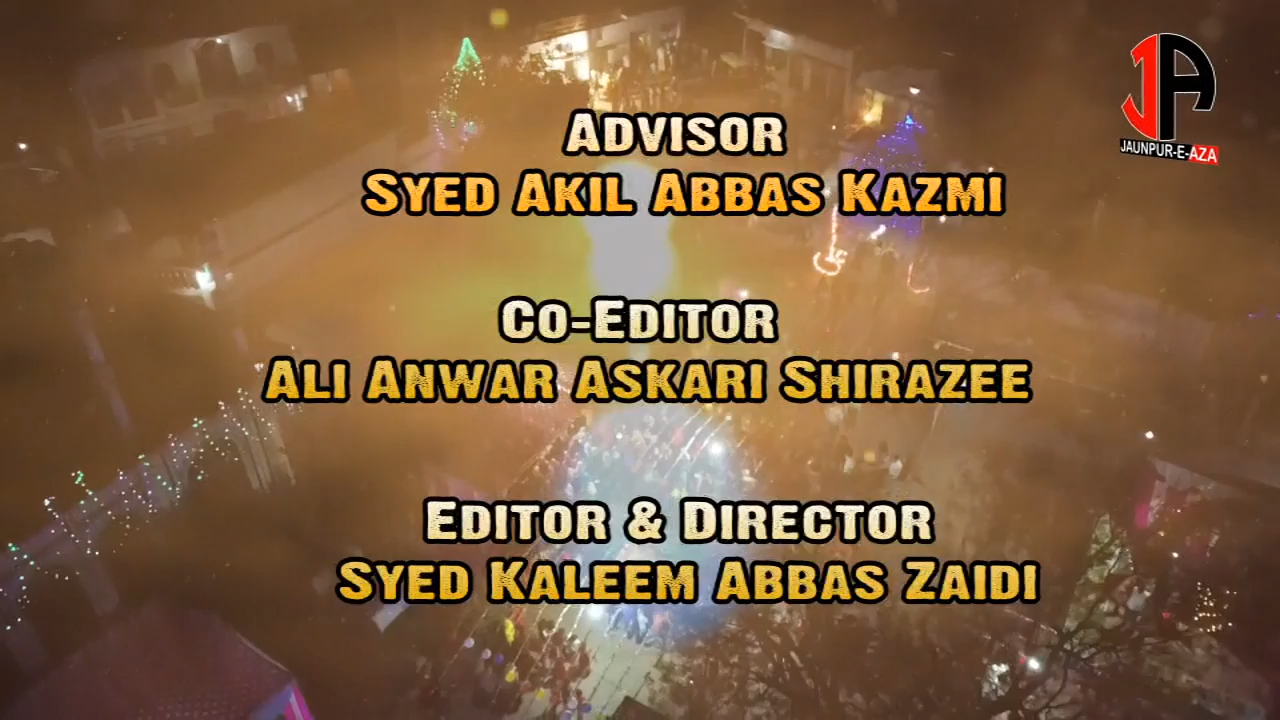 JA
JAUNPUR-E-AZA
ADVISOR
SYED AKIL ABBAS KAZMI
CO-EDITOR
ALI ANWAR ASKARI SHIRAZEE
EDITOR & DIRECTOR
SYED KALEEM ABBAS ZAIDI